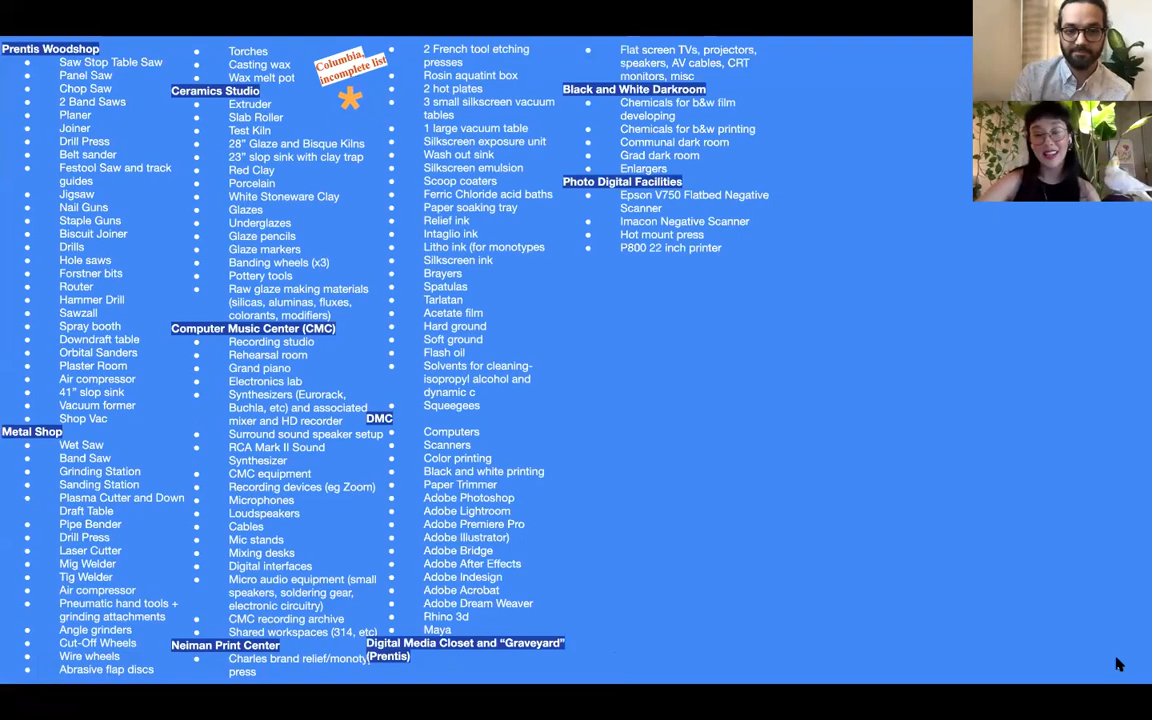 Prentis Woodshop
Saw Stop Table Saw
Panel Saw
Chop Saw
2 Band Saws
Planer
Joiner
Drill Press
Belt sander
Festool Saw and track
guides
Jigsaw
Nail Guns
Staple Guns
Biscuit Joiner
Drills
Hole saws
Forstner bits
Router
Hammer Drill
Sawzall
Spray booth
Downdraft table
Orbital Sanders
Plaster Room
Air compressor
41” slop sink
Vacuum former
Shop Vac
Metal Shop
Wet Saw
Band Saw
Grinding Station
Sanding Station
Plasma Cutter and Down
Draft Table
Pipe Bender
Drill Press
Laser Cutter
Mig Welder
Tig Welder
Air compressor
Pneumatic hand tools +
grinding attachments
Angle grinders
Cut-Off Wheels
Wire wheels
Abrasive flap discs
Torches
Casting wax
Wax melt pot
Ceramics Studio
Extruder
Slab Roller
Test Kiln
28” Glaze and Bisque Kilns
23” slop sink with clay trap
Red Clay
Porcelain
White Stoneware Clay
Glazes
Underglazes
Glaze pencils
Glaze markers
Banding wheels (x3)
Pottery tools
Raw glaze making materials
(silicas, aluminas, fluxes,
colorants, modifiers)
Computer Music Center (CMC)
Recording studio
Rehearsal room
Grand piano
Electronics lab
Synthesizers (Eurorack,
Buchla, etc) and associated
mixer and HD recorder
Surround sound speaker setup
RCA Mark II Sound
Synthesizer
CMC equipment
Recording devices (eg Zoom)
Microphones
Loudspeakers
Cables
Mic stands
Mixing desks
Digital interfaces
Micro audio equipment (small
speakers, soldering gear,
electronic circuitry)
CMC recording archive
Shared workspaces (314, etc)
Neiman Print Center
Charles brand relief/monoty
press
Columbia,
incomplete list
*
2 French tool etching
presses
Rosin aquatint box
2 hot plates
3 small silkscreen vacuum
tables
1 large vacuum table
Silkscreen exposure unit
Wash out sink
Silkscreen emulsion
Scoop coaters
Ferric Chloride acid baths
Paper soaking tray
Relief ink
Intaglio ink
Litho ink (for monotypes
Silkscreen ink
Brayers
Spatulas
Tarlatan
Acetate film
Hard ground
Soft ground
Flash oil
Solvents for cleaning-
isopropyl alcohol and
dynamic c
Squeegees
DMC
Computers
Scanners
Color printing
Black and white printing
Paper Trimmer
Adobe Photoshop
Adobe Lightroom
Adobe Premiere Pro
Adobe illustrator)
Adobe Bridge
Adobe After Effects
Adobe Indesign
Adobe Acrobat
Adobe Dream Weaver
Rhino 3d
Maya
Digital Media Closet and “Graveyard”
(Prentis)
Flat screen TVs, projectors,
speakers, AV cables, CRT
monitors, misc
Black and White Darkroom
Chemicals for b&w film
developing
Chemicals for b&w printing
Communal dark room
Grad dark room
Enlargers
Photo Digital Facilities
Epson V750 Flatbed Negative
Scanner
Imacon Negative Scanner
Hot mount press
P800 22 inch printer